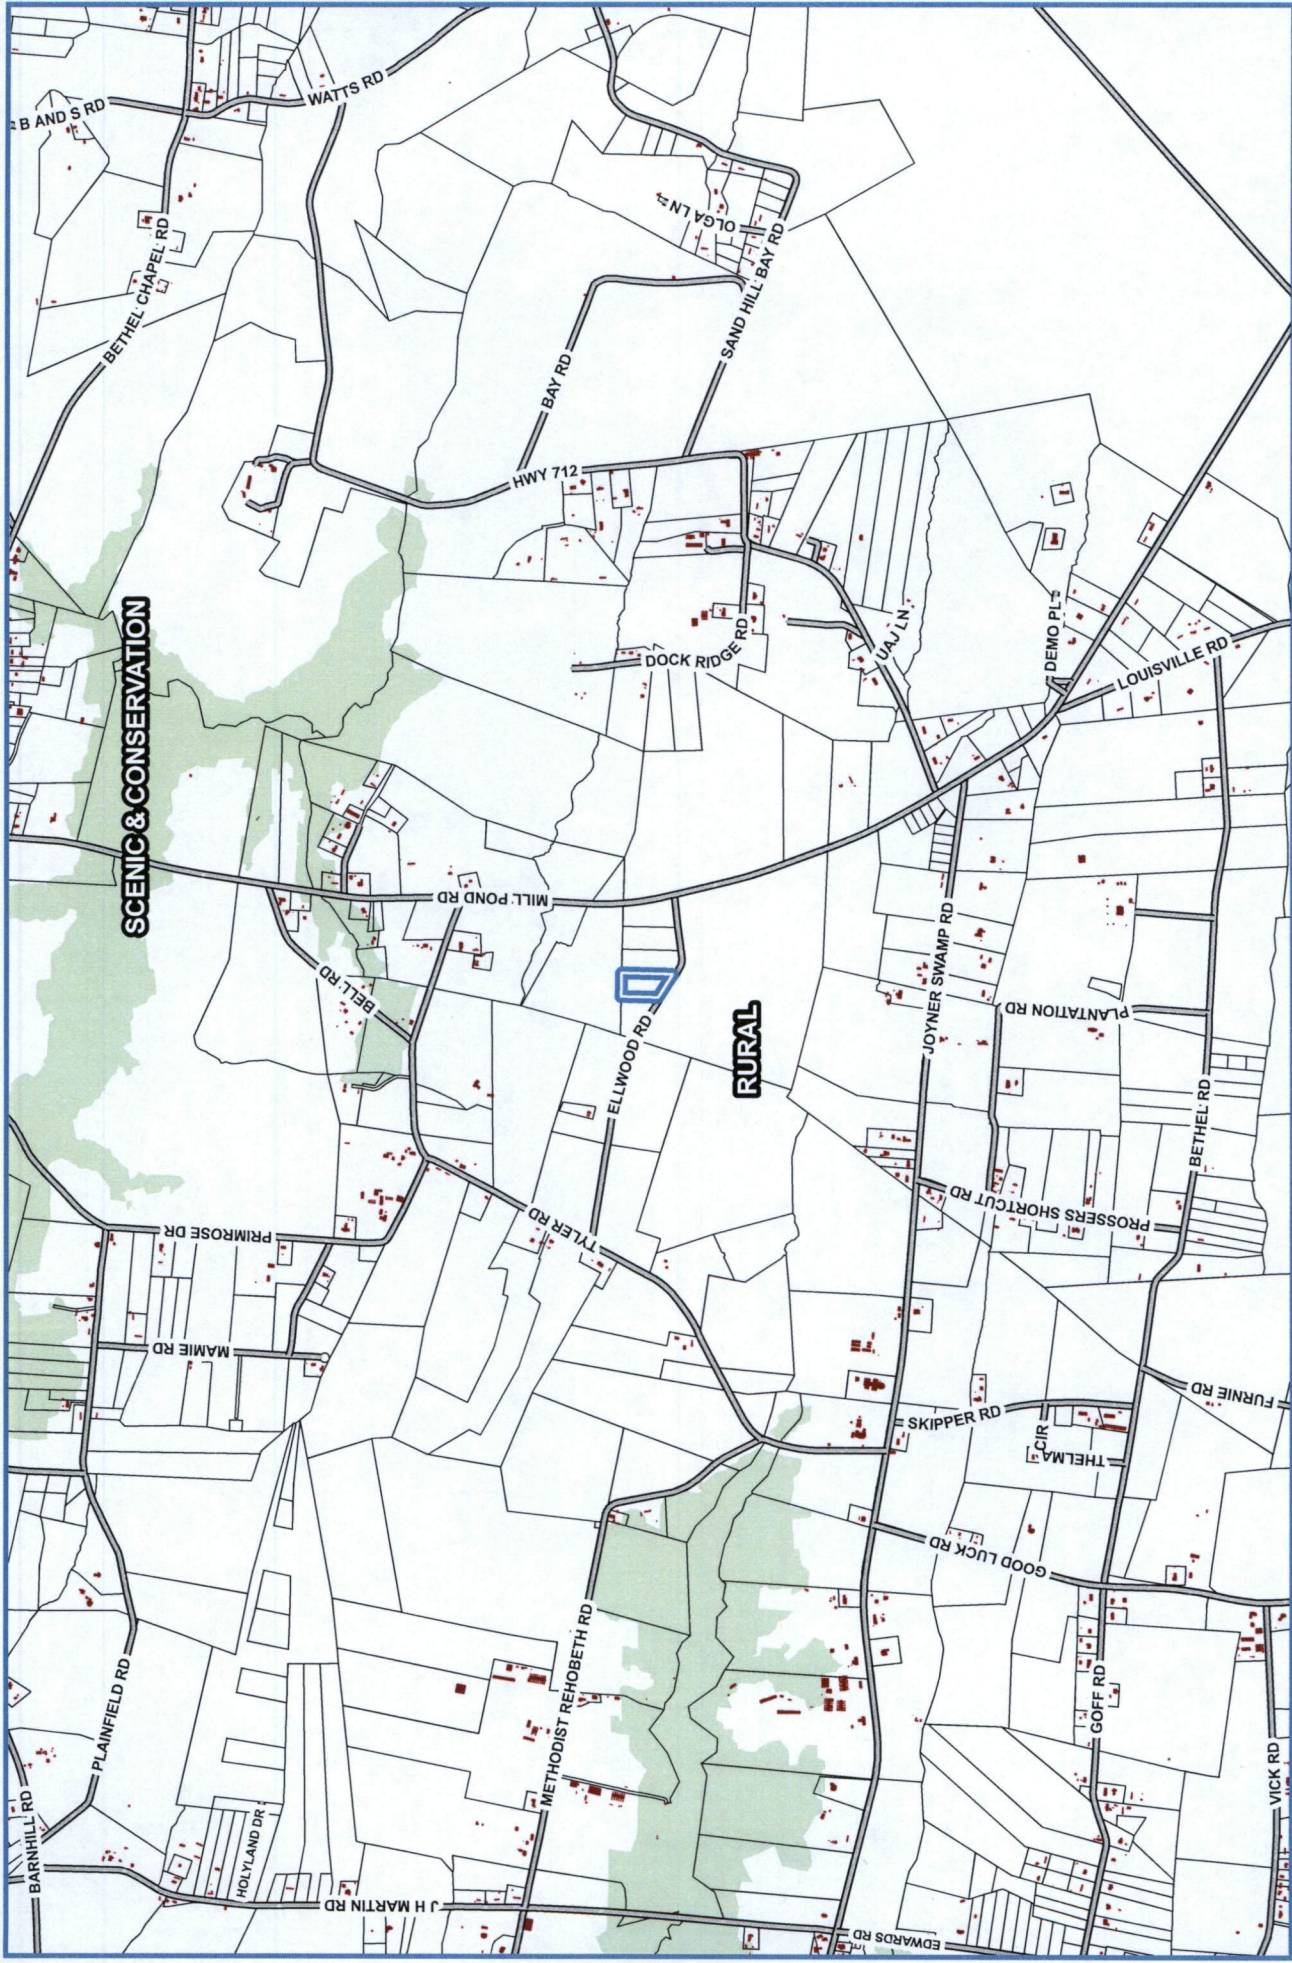 B AND S RD
WATTS RD
BETHEL CHAPEL RD
OLGA LN
SAND HILL BAY RD
BAY RD
HWY 712
SCENIC & CONSERVATION
DOCK RIDGE RD
UAJ LN
DEMO PL
LOUISVILLE RD
MILL POND RD
BELL RD
ELLWOOD RD
RURAL
JOYNER SWAMP RD
PLANTATION RD
BETHEL RD
PRIMROSE DR
TYLER RD
PROSSERS SHORTCUT RD
MAMIE RD
SKIPPER RD
FURNIE RD
THELMA
CIR
GOOD LUCK RD
METHODIST REHOBETH RD
PLAINFIELD RD
GOFF RD
BARNHILL RD
HOLYLAND DR
VICK RD
J H MARTIN RD
EDWARDS RD